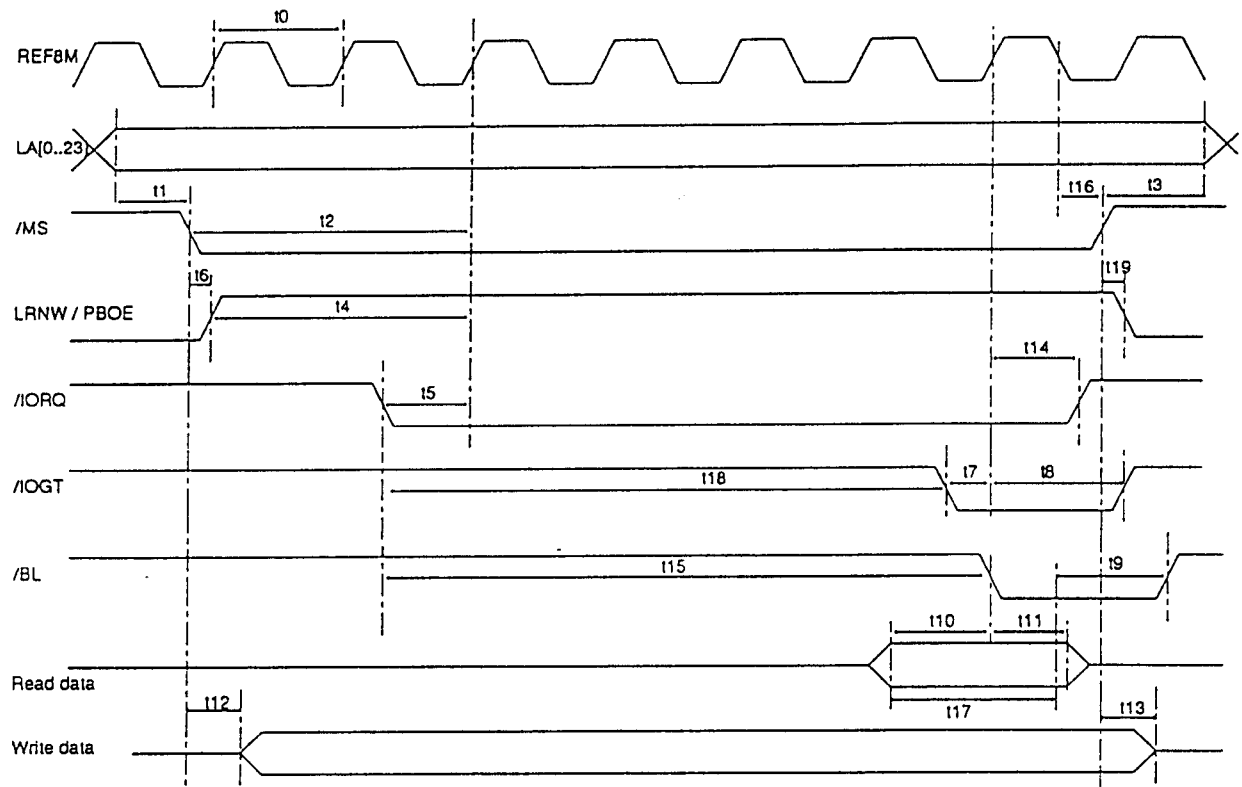 t0
REF8M
LA[0..23]
t1
t16
t3
/MS
t2
t6
t19
LRNW / PBOE
t4
t14
/IORQ
t5
/IOGT
t7
t8
t18
/BL
t15
t9
t10
t11
Read data
t12
t17
t13
Write data